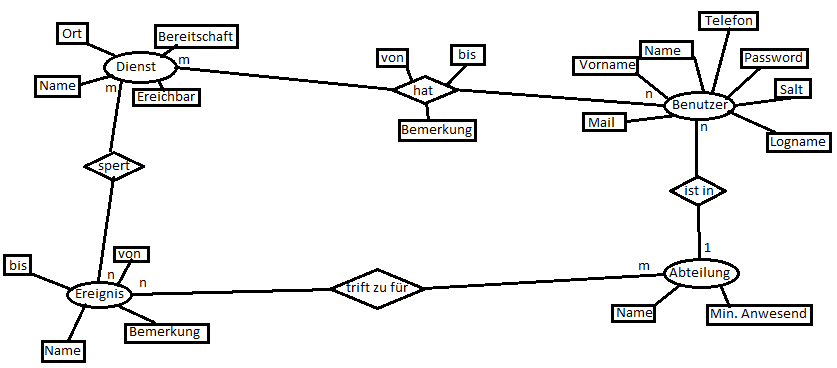 Telefon
Ort
Bereitschaft
Name
Password
von
bis
m
Dienst
Vorname
Name
m
hat
n
Benutzer
Salt
Ereichbar
Mail
n
Logname
Bemerkung
spert
ist in
1
von
bis
n
n
m
Abteilung
Ereignis
trift zu für
Name
Min. Anwesend
Bemerkung
Name